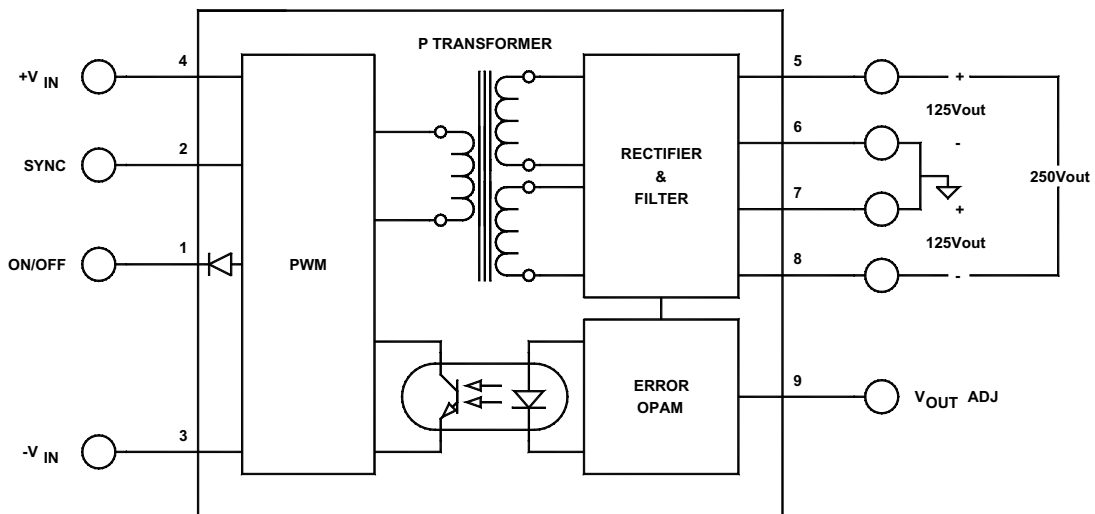 P TRANSFORMER
+V IN
4
SYNC
2
ON/OFF
1
-V IN
3
PWM
RECTIFIER
&
FILTER
ERROR
OPAM
5
6
7
8
9
+
125Vout
-
+
125Vout
-
250Vout
VOUT ADJ